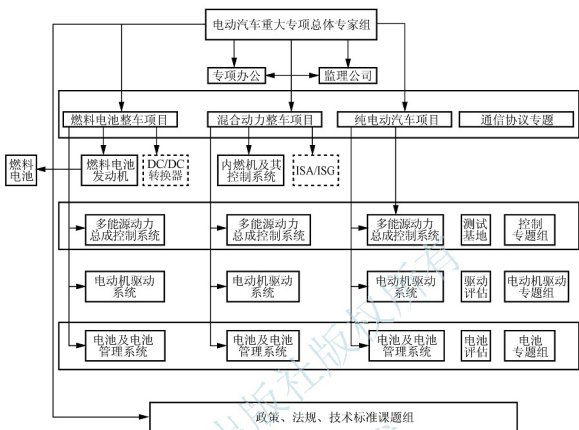 电动汽车重大专项总体专家组
专项办公
监理公司
燃料电池整车项目
混合动力整车项目
纯电动汽车项目
通信协议专题
燃料
电池
燃料电池
发动机
DC/DC
转换器
内燃机及其
控制系统
ISA/ISG
多能源动力
总成控制系统
多能源动力
总成控制系统
多能源动力
总成控制系统
测试
基地
控制
专题组
电动机驱动
系统
电动机驱动
系统
电动机驱动
系统
驱动
评估
电动机驱动
专题组
电池及电池
管理系统
电池及电池
管理系统
电池及电池
管理系统
电池
评估
电池
专题组
政策、法规、技术标准课题组
出版社版权所有